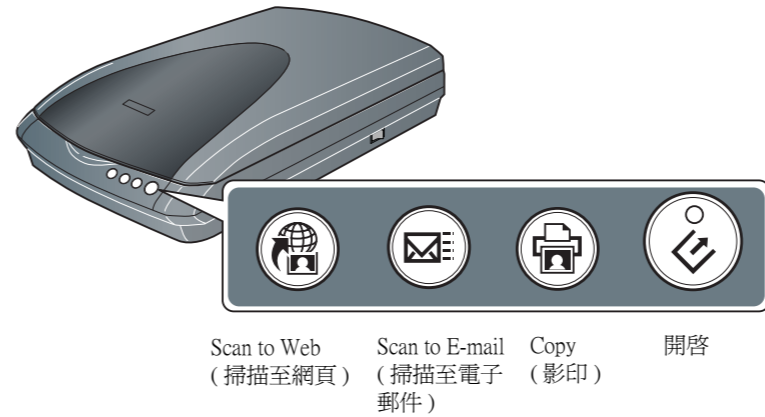 Scan to Web
( 掃描至網頁 )
Scan to E-mail
( 掃描至電子
郵件 )
Copy
( 影印 )
開啓